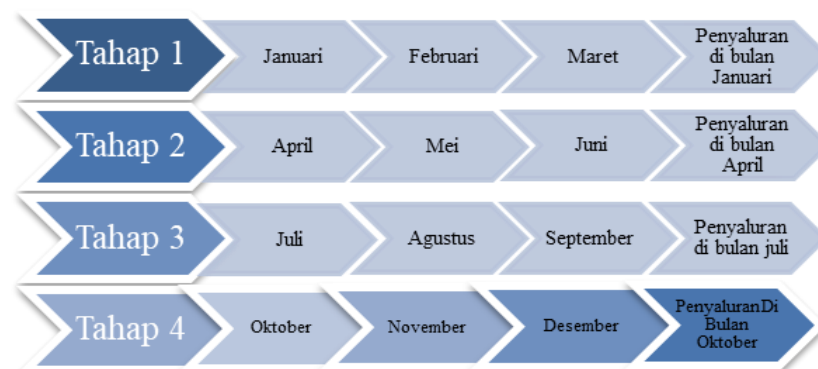 Tahap 1
Januari
Februari
Maret
Penyaluran
di bulan
Januari
Tahap 2
April
Mei
Juni
Penyaluran
di bulan
April
Tahap 3
Juli
Agustus
September
Penyaluran
di bulan juli
Tahap 4
Oktober
November
Desember
PenyaluranDi
Bulan
Oktober